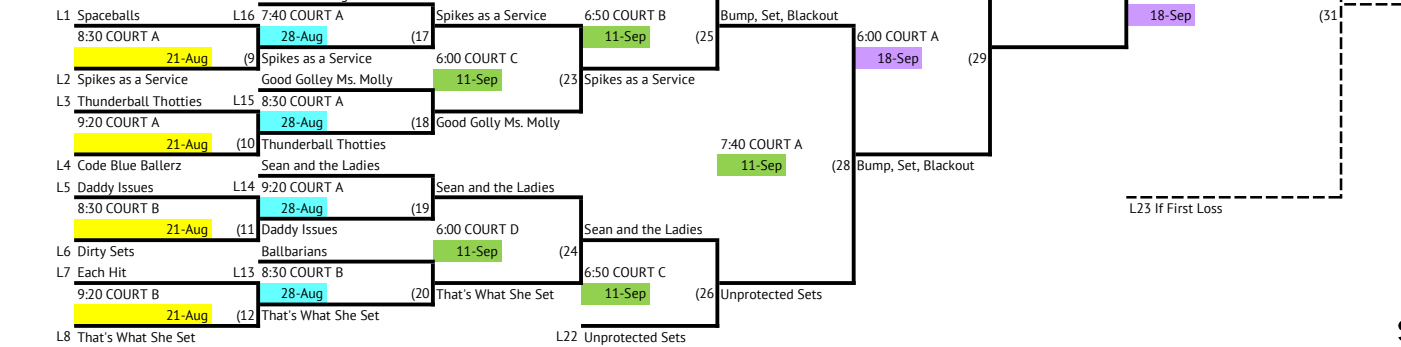 L1 Spaceballs L16 7:40 COURT A Spikes as a Service 6:50 COURT B Bump, Set, Blackout 18-Sep (31
8:30 COURT A 28-Aug (17 11-Sep (25 6:00 COURT A
21-Aug (9 Spikes as a Service 6:00 COURT C 18-Sep (29
L2 Spikes as a Service Good Golley Ms. Molly 11-Sep (23 Spikes as a Service
L3 Thunderball Thotties L15 8:30 COURT A
9:20 COURT A 28-Aug (18 Good Golly Ms. Molly
21-Aug (10 Thunderball Thotties 7:40 COURT A
L4 Code Blue Ballerz Sean and the Ladies 11-Sep (28 Bump, Set, Blackout
L5 Daddy Issues L14 9:20 COURT A Sean and the Ladies
8:30 COURT B 28-Aug (19 L23 If First Loss
21-Aug (11 Daddy Issues 6:00 COURT D Sean and the Ladies
L6 Dirty Sets Ballbarians 11-Sep (24
L7 Each Hit L13 8:30 COURT B 6:50 COURT C
9:20 COURT B 28-Aug (20 That's What She Set 11-Sep (26 Unprotected Sets
21-Aug (12 That's What She Set
L8 That's What She Set L22 Unprotected Sets